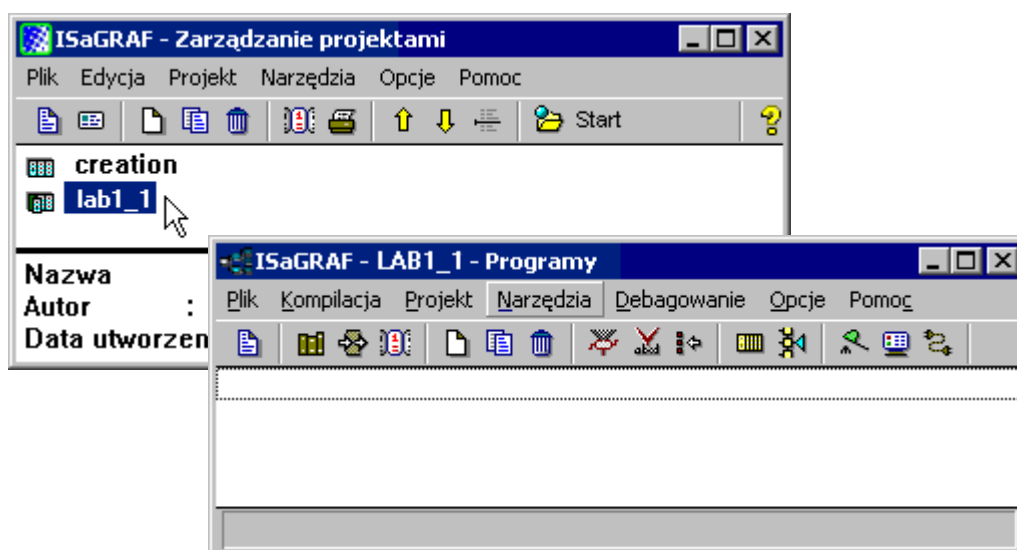 ISaGRAF - Zarządzanie projektami
Plik Edycja Projekt Narzędzia Opcje Pomoc
Start
creation
lab1_1
Nazwa
Autor :
Data utworzen
ISaGRAF - LAB1_1 - Programy
Plik Kompilacja Projekt Narzędzia Debagowanie Opcje Pomoc